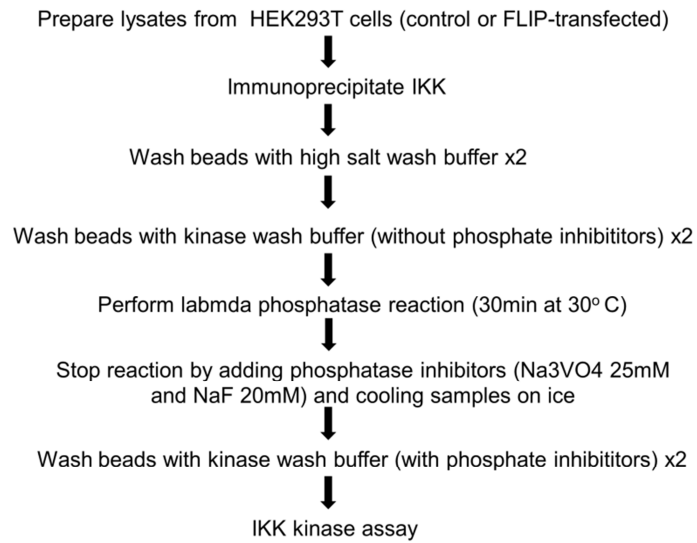 Prepare lysates from HEK293T cells (control or FLIP-transfected)
Immunoprecipitate IKK
Wash beads with high salt wash buffer x2
Wash beads with kinase wash buffer (without phosphate inhibititors) x2
Perform labmda phosphatase reaction (30min at 30º C)
Stop reaction by adding phosphatase inhibitors (Na3VO4 25mM
and NaF 20mM) and cooling samples on ice
Wash beads with kinase wash buffer (with phosphate inhibititors) x2
IKK kinase assay